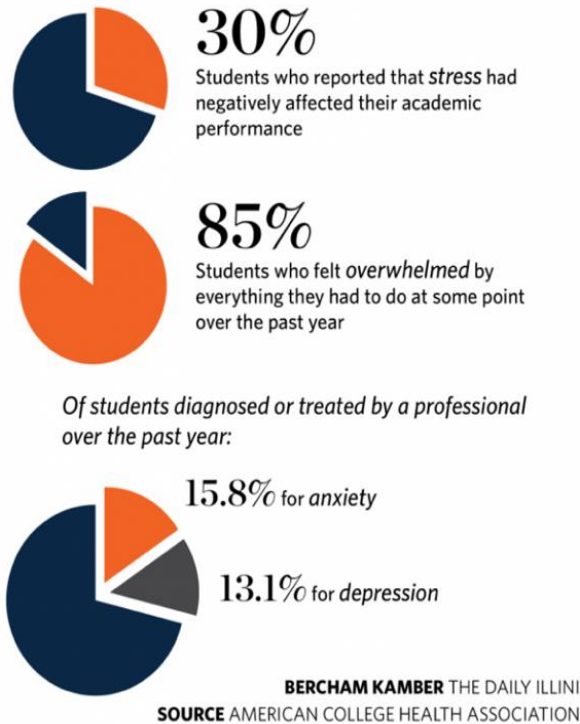 30%
Students who reported that stress had
negatively affected their academic
performance
85%
Students who felt overwhelmed by
everything they had to do at some point
over the past year
Of students diagnosed or treated by a professional
over the past year:
15.8% for anxiety
13.1% for depression
BERCHAM KAMBER THE DAILY ILLINI
SOURCE AMERICAN COLLEGE HEALTH ASSOCIATION